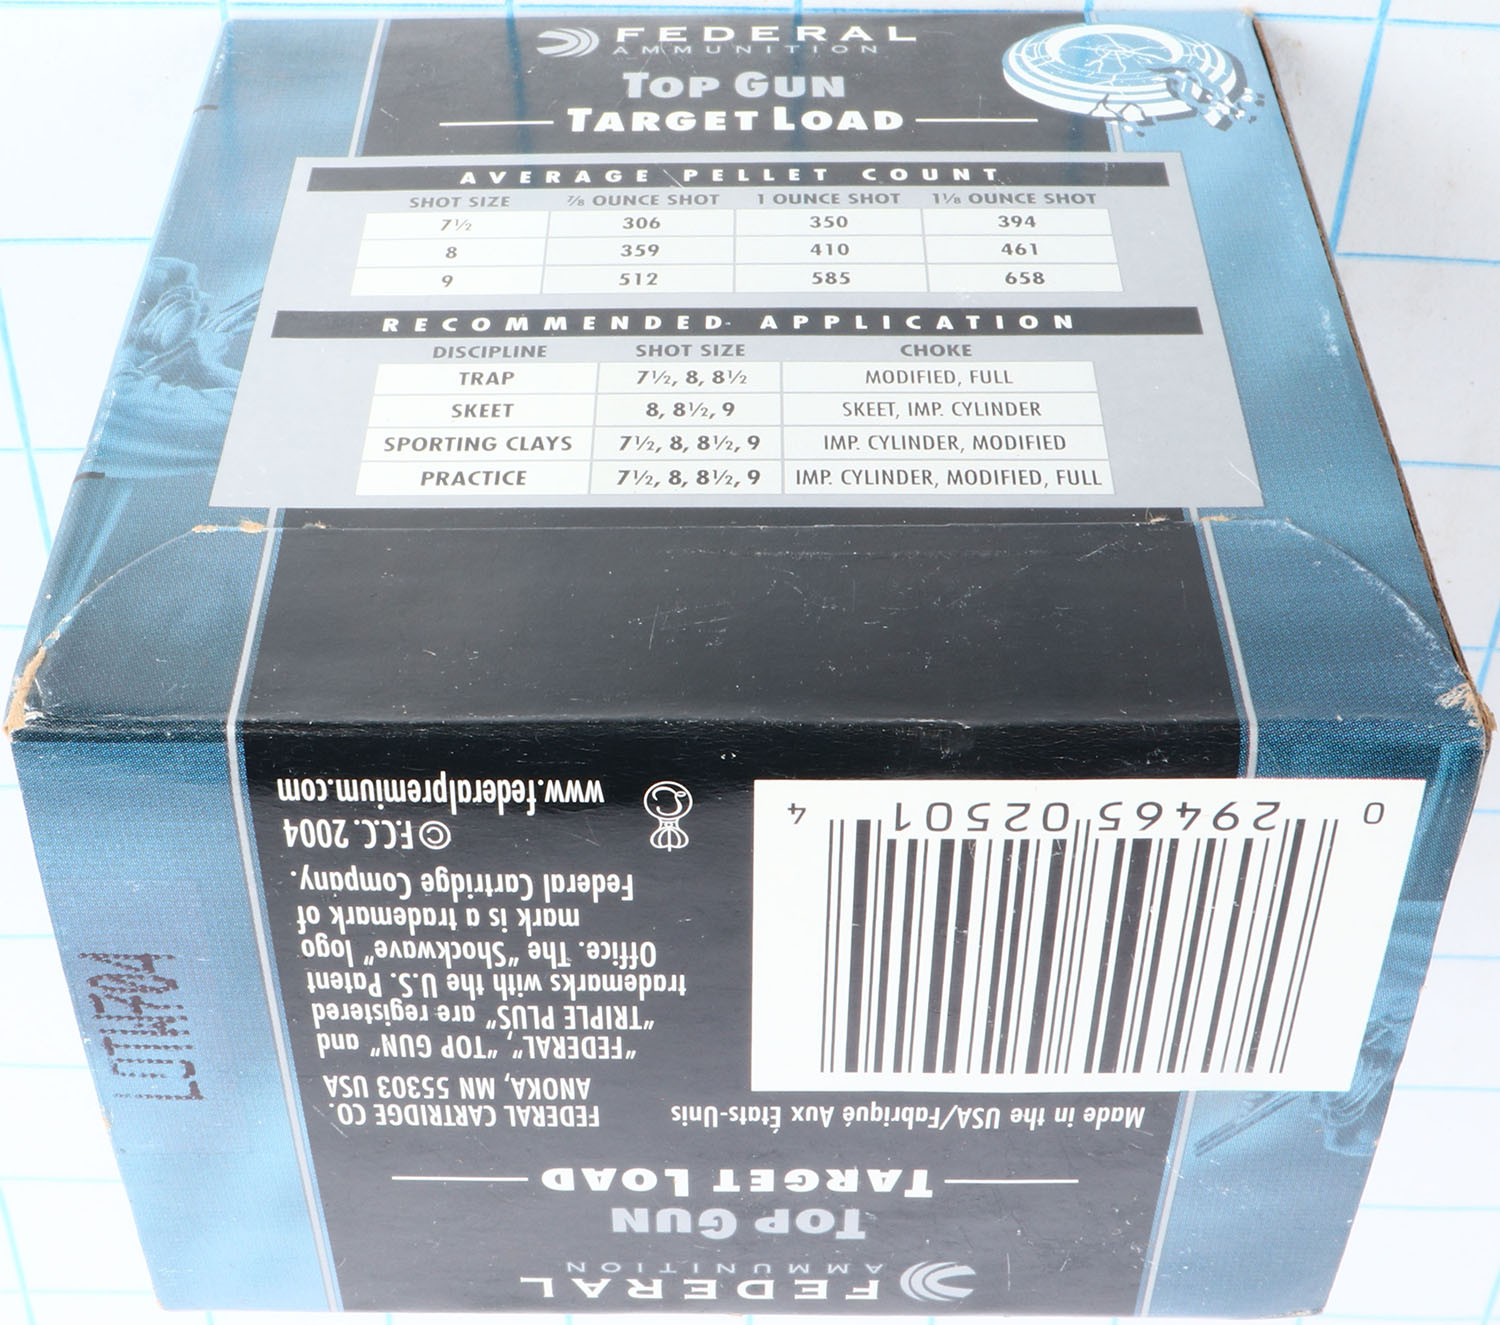 FEDERAL
AMMUNITION
TOP GUN
TARGET LOAD
AVERAGE PELLET COUNT
SHOT SIZE ⅞ OUNCE SHOT 1 OUNCE SHOT 1⅛ OUNCE SHOT
7½ 306 350 394
8 359 410 461
9 512 585 658
RECOMMENDED APPLICATION
DISCIPLINE SHOT SIZE CHOKE
TRAP 7½, 8, 8½ MODIFIED, FULL
SKEET 8, 8½, 9 SKEET, IMP. CYLINDER
SPORTING CLAYS 7½, 8, 8½, 9 IMP. CYLINDER, MODIFIED
PRACTICE 7½, 8, 8½, 9 IMP. CYLINDER, MODIFIED, FULL
FEDERAL
AMMUNITION
TOP GUN
TARGET LOAD
Made in the USA/Fabriqué Aux États-Unis
0 29465 02501 4
FEDERAL CARTRIDGE CO.
ANOKA, MN 55303 USA
"FEDERAL", "TOP GUN" and
"TRIPLE PLUS" are registered
trademarks with the U.S. Patent
Office. The "Shockwave" logo
mark is a trademark of
Federal Cartridge Company.
©F.C.C. 2004
www.federalpremium.com